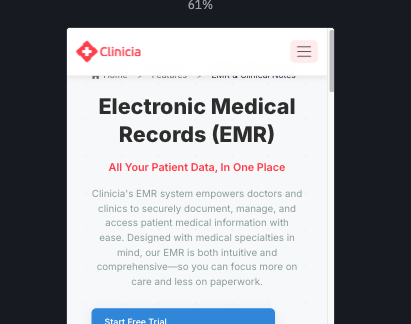 61%
Clinicia
Home > Features > EMR & Clinical Notes
Electronic Medical
Records (EMR)
All Your Patient Data, In One Place
Clinicia's EMR system empowers doctors and
clinics to securely document, manage, and
access patient medical information with
ease. Designed with medical specialties in
mind, our EMR is both intuitive and
comprehensive—so you can focus more on
care and less on paperwork.
Start Free Trial